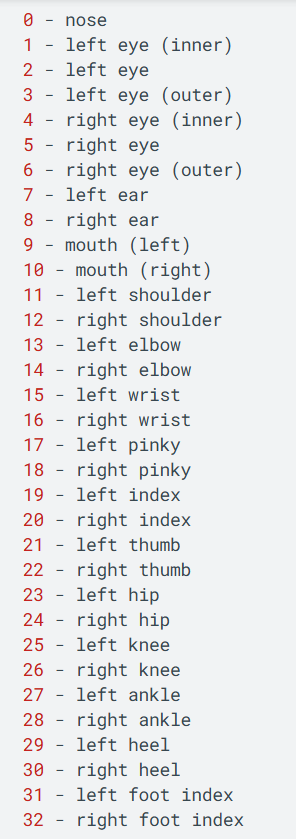 0 - nose
1 - left eye (inner)
2 - left eye
3 - left eye (outer)
4 - right eye (inner)
5 - right eye
6 - right eye (outer)
7 - left ear
8 - right ear
9 - mouth (left)
10 - mouth (right)
11 - left shoulder
12 - right shoulder
13 - left elbow
14 - right elbow
15 - left wrist
16 - right wrist
17 - left pinky
18 - right pinky
19 - left index
20 - right index
21 - left thumb
22 - right thumb
23 - left hip
24 - right hip
25 - left knee
26 - right knee
27 - left ankle
28 - right ankle
29 - left heel
30 - right heel
31 - left foot index
32 - right foot index